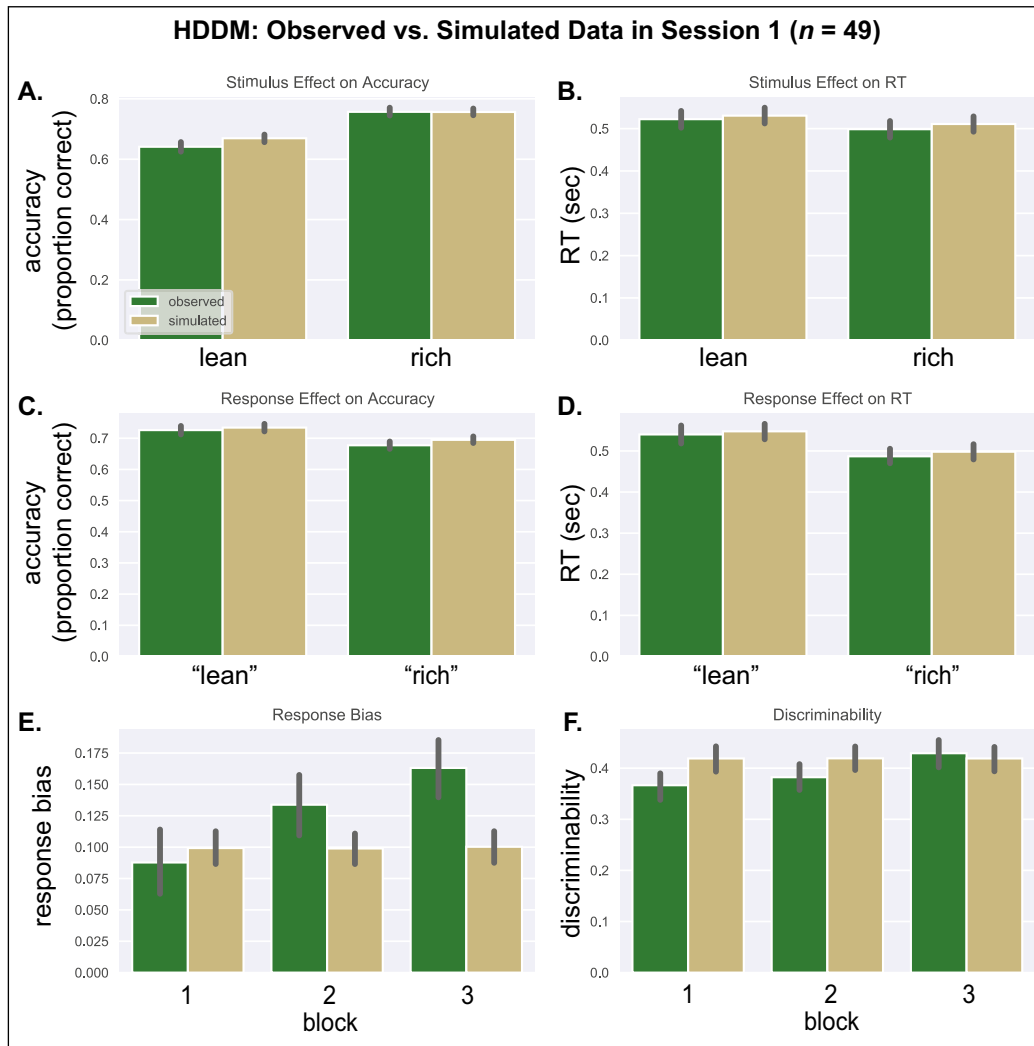 HDDM: Observed vs. Simulated Data in Session 1 (n = 49)
A.
Stimulus Effect on Accuracy
accuracy
(proportion correct)
0.8
0.6
0.4
0.2
0.0
observed
simulated
lean rich
B.
Stimulus Effect on RT
RT (sec)
0.5
0.4
0.3
0.2
0.1
0.0
lean rich
C.
Response Effect on Accuracy
accuracy
(proportion correct)
0.7
0.6
0.5
0.4
0.3
0.2
0.1
0.0
“lean” “rich”
D.
Response Effect on RT
RT (sec)
0.5
0.4
0.3
0.2
0.1
0.0
“lean” “rich”
E.
Response Bias
response bias
0.175
0.150
0.125
0.100
0.075
0.050
0.025
0.000
1 2 3
block
F.
Discriminability
discriminability
0.4
0.3
0.2
0.1
0.0
1 2 3
block